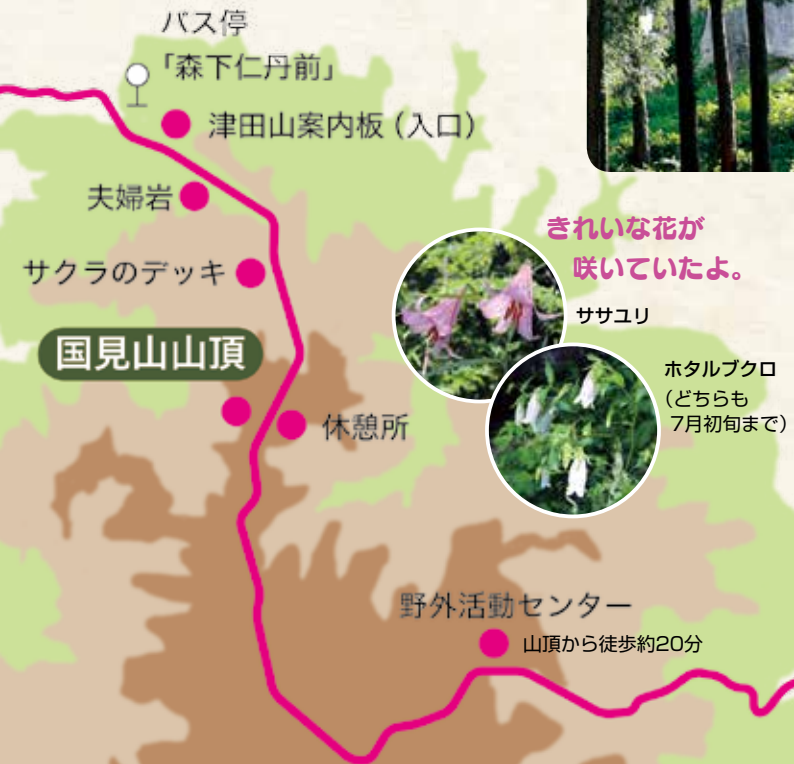 バス停
「森下仁丹前」
津田山案内板（入口）
夫婦岩
サクラのデッキ
国見山山頂
休憩所
きれいな花が
咲いていたよ。
ササユリ
ホタルブクロ
（どちらも
7月初旬まで）
野外活動センター
山頂から徒歩約20分